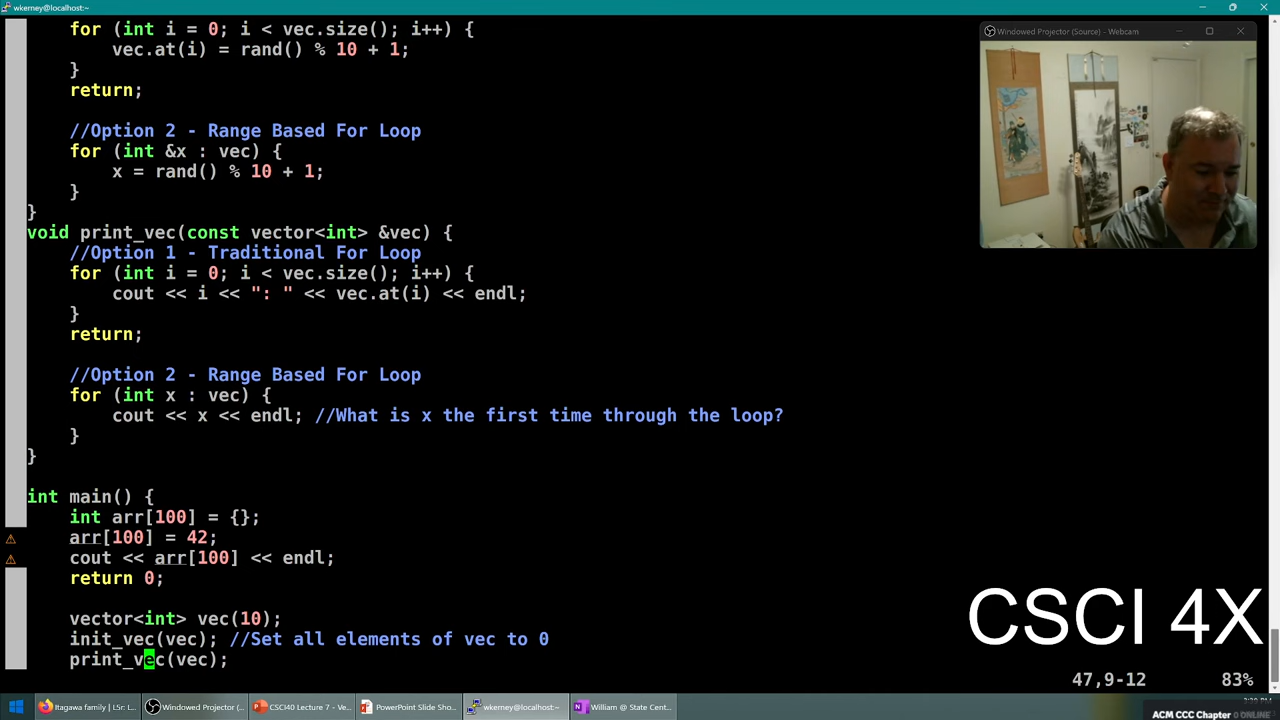 wkerney@localhost:~
for (int i = 0; i < vec.size(); i++) {
vec.at(i) = rand() % 10 + 1;
}
return;
//Option 2 - Range Based For Loop
for (int &x : vec) {
x = rand() % 10 + 1;
}
}
void print_vec(const vector<int> &vec) {
//Option 1 - Traditional For Loop
for (int i = 0; i < vec.size(); i++) {
cout << i << ": " << vec.at(i) << endl;
}
return;
//Option 2 - Range Based For Loop
for (int x : vec) {
cout << x << endl; //What is x the first time through the loop?
}
}
int main() {
int arr[100] = {};
arr[100] = 42;
cout << arr[100] << endl;
return 0;
vector<int> vec(10);
init_vec(vec); //Set all elements of vec to 0
print_vec(vec);
47,9-12 83%
Windowed Projector (Source) - Webcam
CSCI 4X
Itagawa family | L5r: L...
Windowed Projector (...
CSCI40 Lecture 7 - Ve...
PowerPoint Slide Sho...
wkerney@localhost:~
William @ State Cent...
ACM CCC Chapter 0 ONLINE